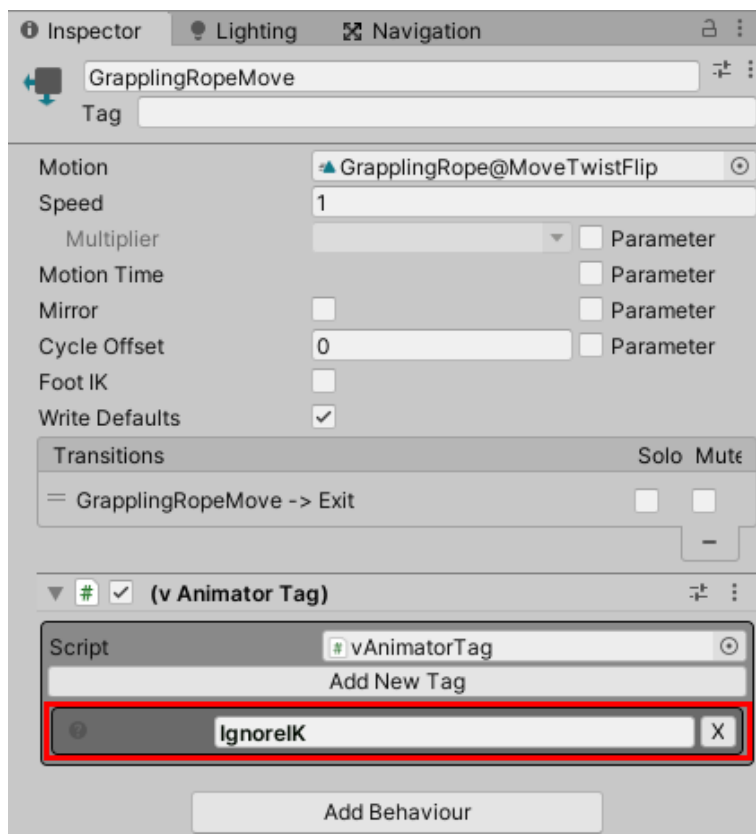 Inspector Lighting Navigation
GrapplingRopeMove
Tag
Motion GrapplingRope@MoveTwistFlip
Speed 1
Multiplier Parameter
Motion Time Parameter
Mirror Parameter
Cycle Offset 0 Parameter
Foot IK
Write Defaults
Transitions Solo Mute
GrapplingRopeMove -> Exit
# (v Animator Tag)
Script # vAnimatorTag
Add New Tag
IgnoreIK X
Add Behaviour